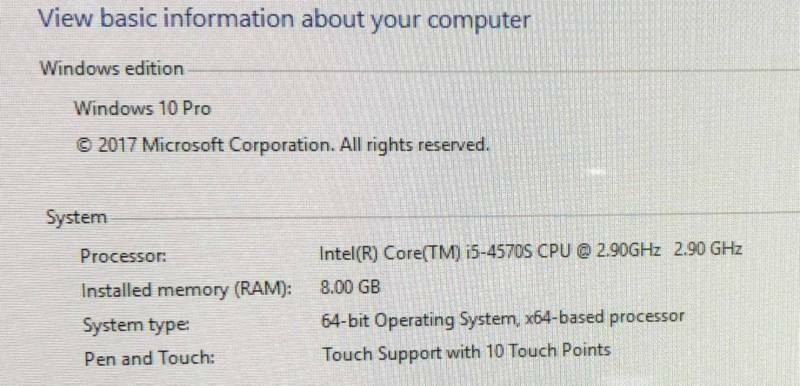 View basic information about your computer
Windows edition
Windows 10 Pro
© 2017 Microsoft Corporation. All rights reserved.
System
Processor: Intel(R) Core(TM) i5-4570S CPU @ 2.90GHz 2.90 GHz
Installed memory (RAM): 8.00 GB
System type: 64-bit Operating System, x64-based processor
Pen and Touch: Touch Support with 10 Touch Points